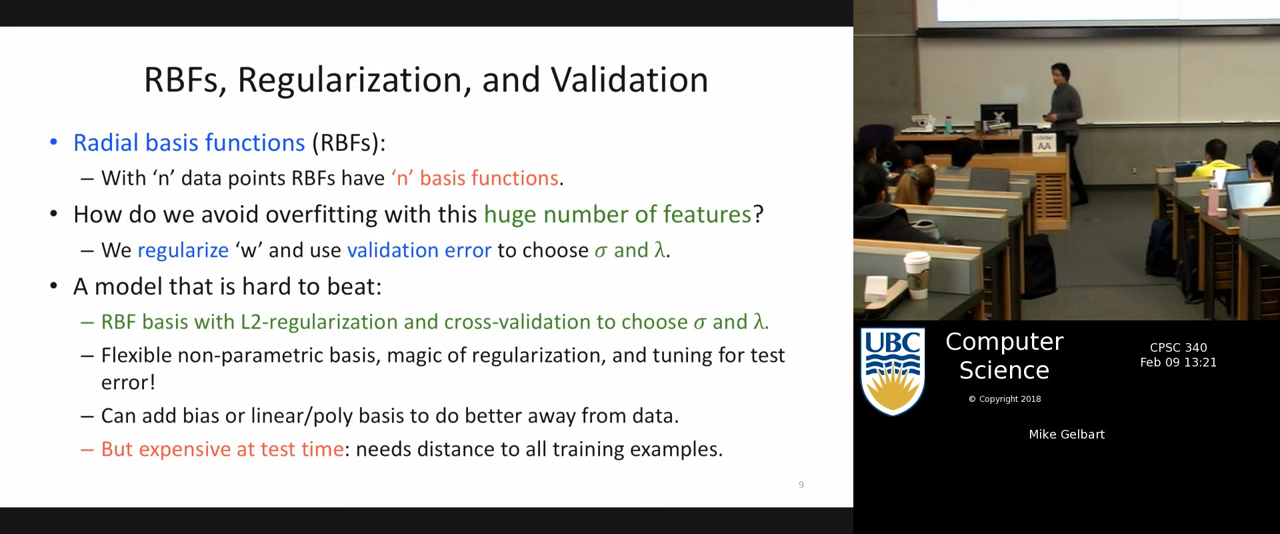 RBFs, Regularization, and Validation
• Radial basis functions (RBFs):
– With ‘n’ data points RBFs have ‘n’ basis functions.
• How do we avoid overfitting with this huge number of features?
– We regularize ‘w’ and use validation error to choose σ and λ.
• A model that is hard to beat:
– RBF basis with L2-regularization and cross-validation to choose σ and λ.
– Flexible non-parametric basis, magic of regularization, and tuning for test
error!
– Can add bias or linear/poly basis to do better away from data.
– But expensive at test time: needs distance to all training examples.
9
AA
UBC
Computer
Science
© Copyright 2018
CPSC 340
Feb 09 13:21
Mike Gelbart